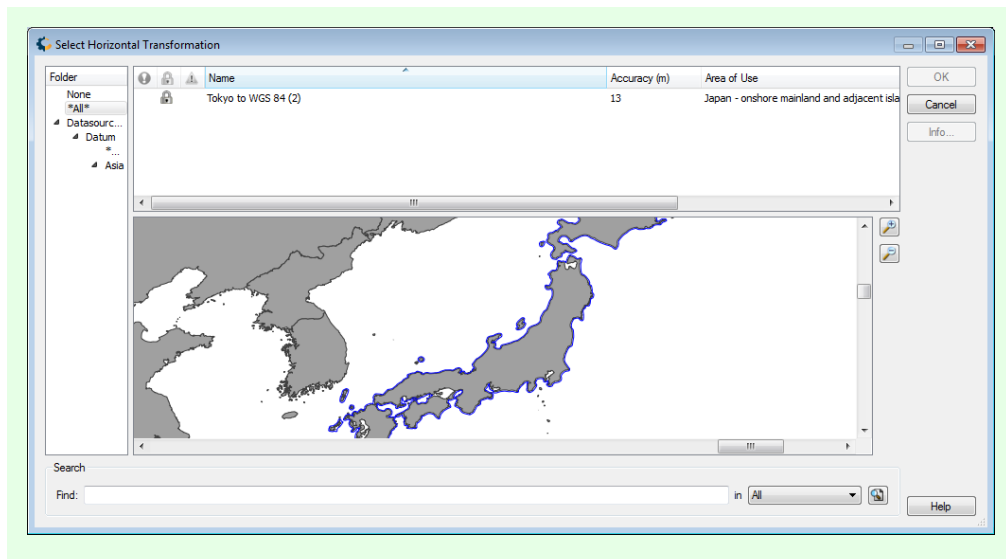 Select Horizontal Transformation
Folder
None
*All*
Datasourc...
Datum
*...
Asia
Name Accuracy (m) Area of Use
Tokyo to WGS 84 (2) 13 Japan - onshore mainland and adjacent isla
OK
Cancel
Info...
Search
Find: in All
Help